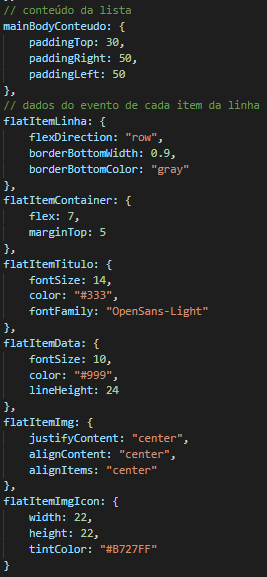 // conteúdo da lista
mainBodyConteudo: {
    paddingTop: 30,
    paddingRight: 50,
    paddingLeft: 50
},
// dados do evento de cada item da linha
flatItemLinha: {
    flexDirection: "row",
    borderBottomWidth: 0.9,
    borderBottomColor: "gray"
},
flatItemContainer: {
    flex: 7,
    marginTop: 5
},
flatItemTitulo: {
    fontSize: 14,
    color: "#333",
    fontFamily: "OpenSans-Light"
},
flatItemData: {
    fontSize: 10,
    color: "#999",
    lineHeight: 24
},
flatItemImg: {
    justifyContent: "center",
    alignContent: "center",
    alignItems: "center"
},
flatItemImgIcon: {
    width: 22,
    height: 22,
    tintColor: "#B727FF"
}